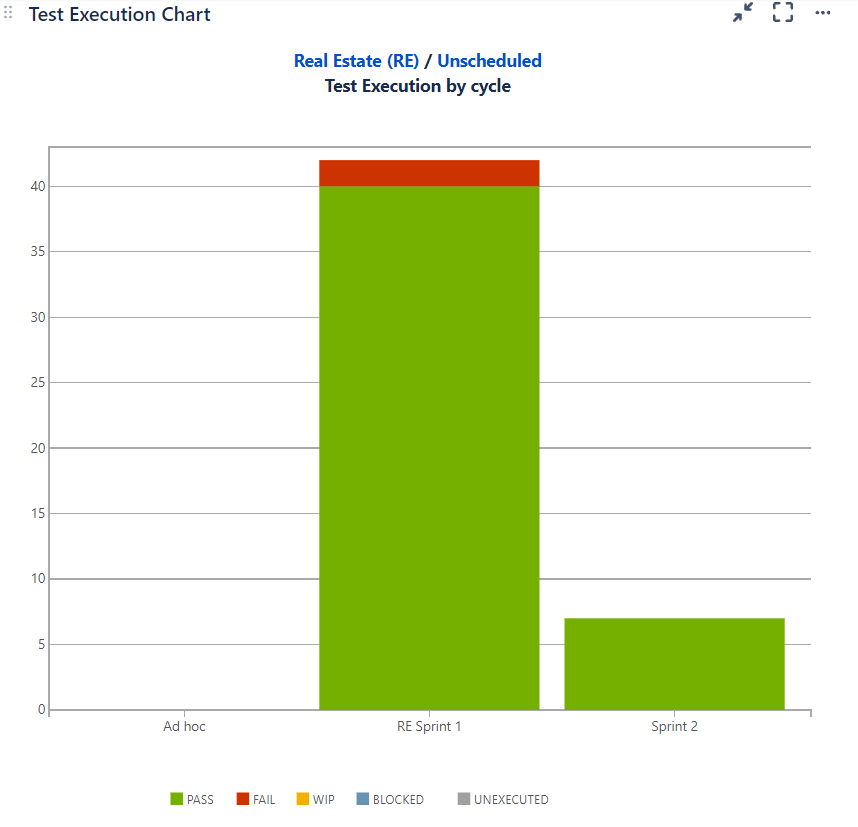 Test Execution Chart
Real Estate (RE) / Unscheduled
Test Execution by cycle
40
35
30
25
20
15
10
5
0
Ad hoc RE Sprint 1 Sprint 2
PASS FAIL WIP BLOCKED UNEXECUTED